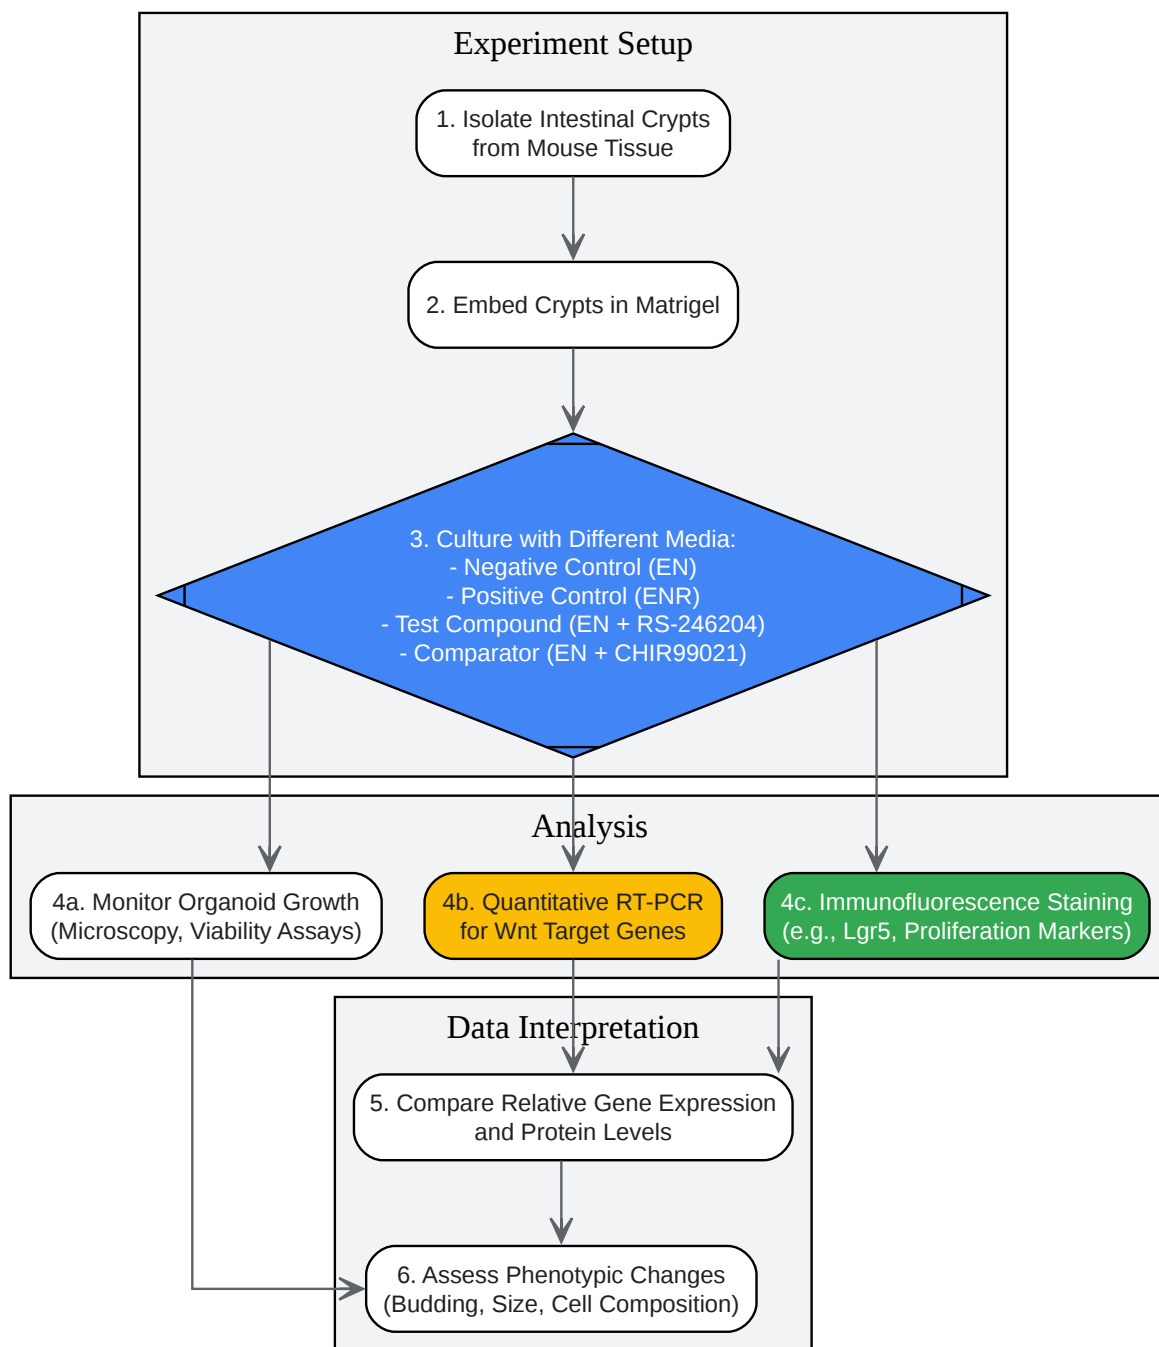 Experiment Setup
1. Isolate Intestinal Crypts
from Mouse Tissue
2. Embed Crypts in Matrigel
3. Culture with Different Media:
- Negative Control (EN)
- Positive Control (ENR)
- Test Compound (EN + RS-246204)
- Comparator (EN + CHIR99021)
Analysis
4a. Monitor Organoid Growth
(Microscopy, Viability Assays)
4b. Quantitative RT-PCR
for Wnt Target Genes
4c. Immunofluorescence Staining
(e.g., Lgr5, Proliferation Markers)
Data Interpretation
5. Compare Relative Gene Expression
and Protein Levels
6. Assess Phenotypic Changes
(Budding, Size, Cell Composition)